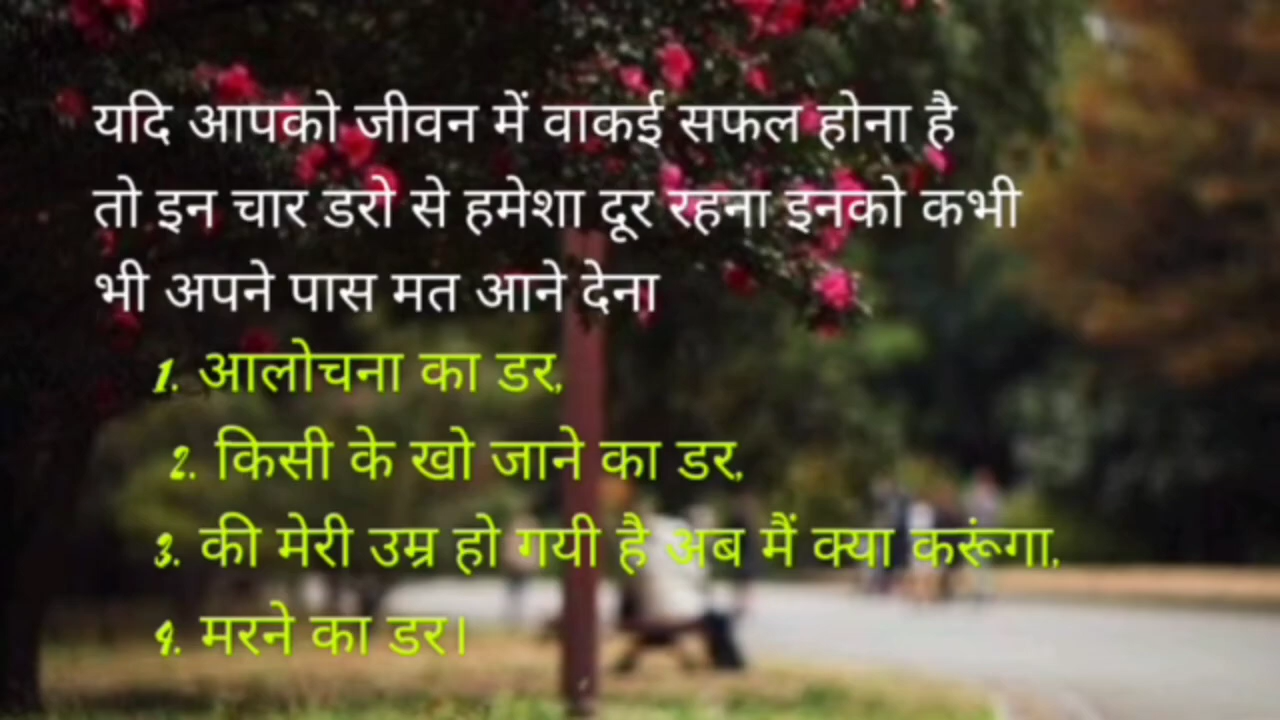 यदि आपको जीवन में वाकई सफल होना है
तो इन चार डरो से हमेशा दूर रहना इनको कभी
भी अपने पास मत आने देना
1. आलोचना का डर,
2. किसी के खो जाने का डर,
3. की मेरी उम्र हो गयी है अब मैं क्या करूंगा,
4. मरने का डर।